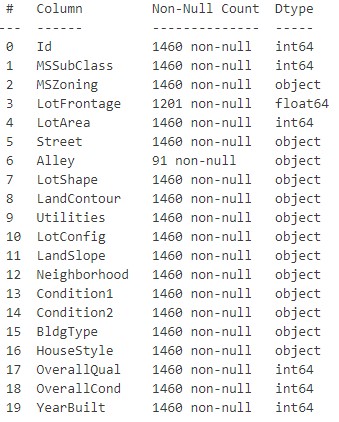 #   Column         Non-Null Count  Dtype
---  ------         --------------  -----
0   Id             1460 non-null   int64
1   MSSubClass     1460 non-null   int64
2   MSZoning       1460 non-null   object
3   LotFrontage    1201 non-null   float64
4   LotArea        1460 non-null   int64
5   Street         1460 non-null   object
6   Alley          91 non-null     object
7   LotShape       1460 non-null   object
8   LandContour    1460 non-null   object
9   Utilities      1460 non-null   object
10  LotConfig      1460 non-null   object
11  LandSlope      1460 non-null   object
12  Neighborhood   1460 non-null   object
13  Condition1     1460 non-null   object
14  Condition2     1460 non-null   object
15  BldgType       1460 non-null   object
16  HouseStyle     1460 non-null   object
17  OverallQual    1460 non-null   int64
18  OverallCond    1460 non-null   int64
19  YearBuilt      1460 non-null   int64